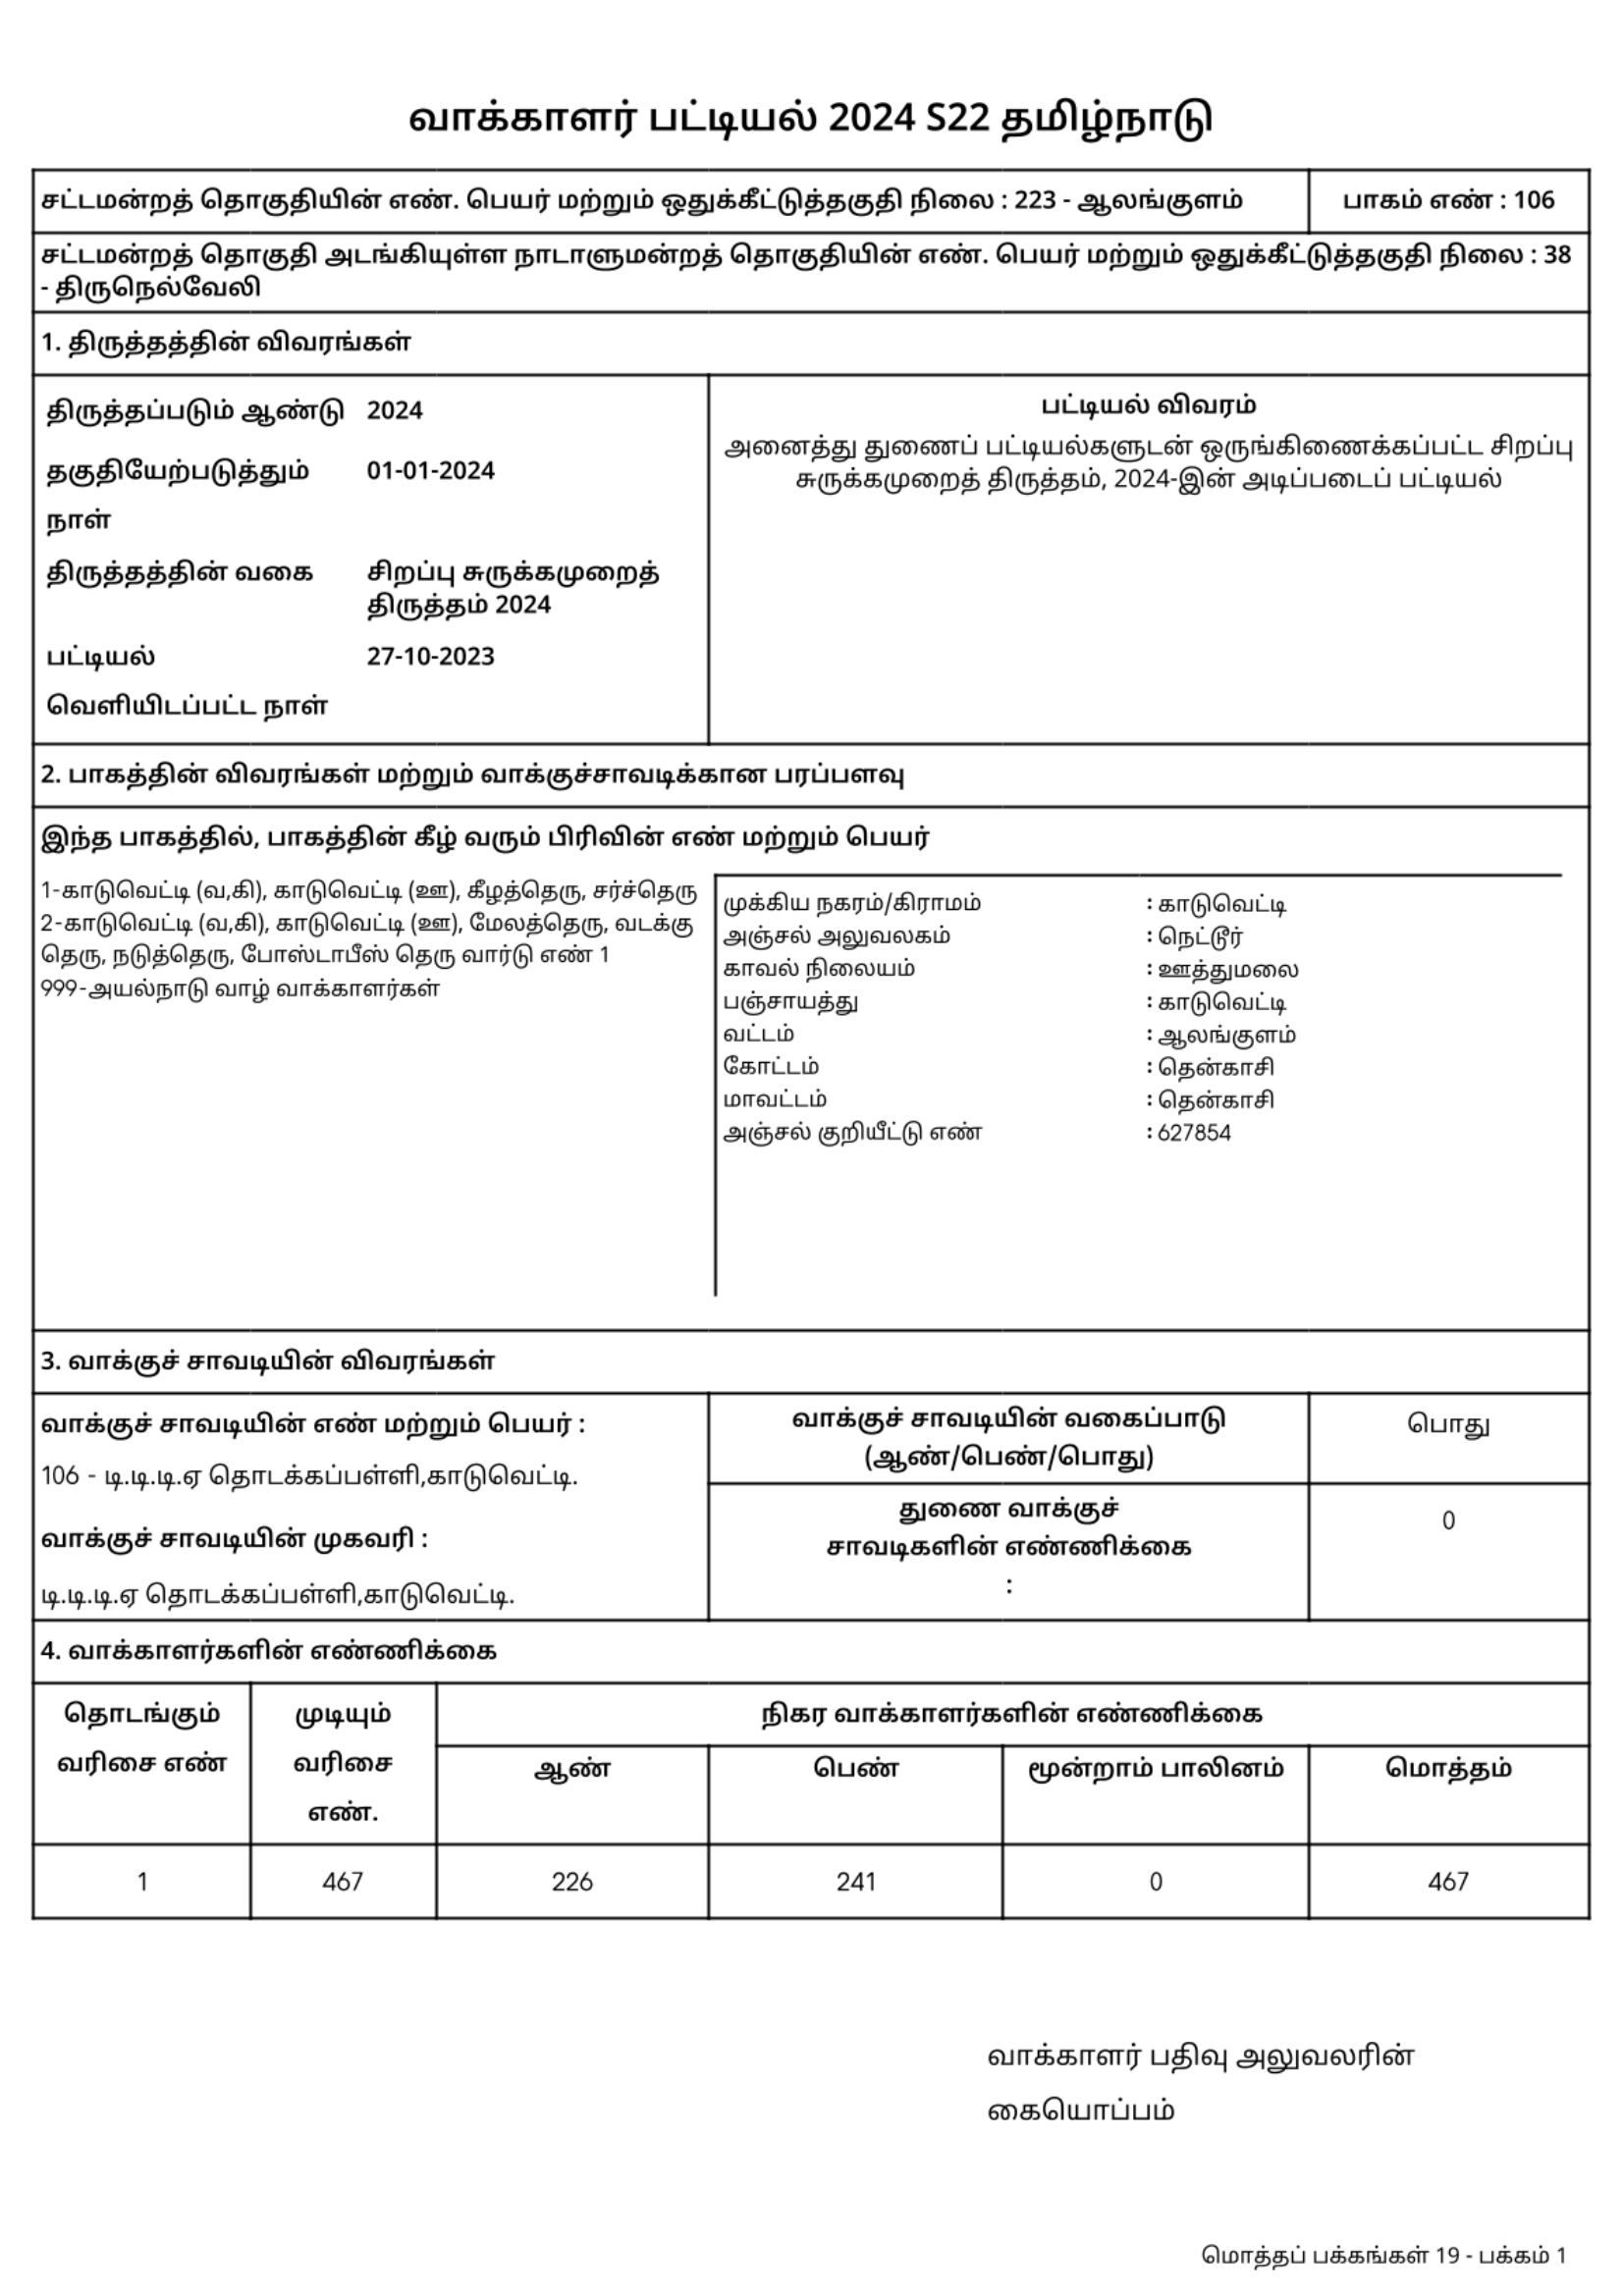 வாக்காளர் பட்டியல் 2024 S22 தமிழ்நாடு
சட்டமன்றத் தொகுதியின் எண். பெயர் மற்றும் ஒதுக்கீட்டுத்தகுதி நிலை : 223 - ஆலங்குளம்
பாகம் எண் : 106
சட்டமன்றத் தொகுதி அடங்கியுள்ள நாடாளுமன்றத் தொகுதியின் எண். பெயர் மற்றும் ஒதுக்கீட்டுத்தகுதி நிலை : 38
- திருநெல்வேலி
1. திருத்தத்தின் விவரங்கள்
திருத்தப்படும் ஆண்டு 2024
தகுதியேற்படுத்தும் 01-01-2024
நாள்
திருத்தத்தின் வகை சிறப்பு சுருக்கமுறைத்
திருத்தம் 2024
பட்டியல் 27-10-2023
வெளியிடப்பட்ட நாள்
பட்டியல் விவரம்
அனைத்து துணைப் பட்டியல்களுடன் ஒருங்கிணைக்கப்பட்ட சிறப்பு
சுருக்கமுறைத் திருத்தம், 2024-இன் அடிப்படைப் பட்டியல்
2. பாகத்தின் விவரங்கள் மற்றும் வாக்குச்சாவடிக்கான பரப்பளவு
இந்த பாகத்தில், பாகத்தின் கீழ் வரும் பிரிவின் எண் மற்றும் பெயர்
1-காடுவெட்டி (வ,கி), காடுவெட்டி (ஊ), கீழத்தெரு, சர்ச்தெரு
2-காடுவெட்டி (வ,கி), காடுவெட்டி (ஊ), மேலத்தெரு, வடக்கு
தெரு, நடுத்தெரு, போஸ்டாபீஸ் தெரு வார்டு எண் 1
999-அயல்நாடு வாழ் வாக்காளர்கள்
முக்கிய நகரம்/கிராமம் : காடுவெட்டி
அஞ்சல் அலுவலகம் : நெட்டூர்
காவல் நிலையம் : ஊத்துமலை
பஞ்சாயத்து : காடுவெட்டி
வட்டம் : ஆலங்குளம்
கோட்டம் : தென்காசி
மாவட்டம் : தென்காசி
அஞ்சல் குறியீட்டு எண் : 627854
3. வாக்குச் சாவடியின் விவரங்கள்
வாக்குச் சாவடியின் எண் மற்றும் பெயர் :
106 - டி.டி.டி.ஏ தொடக்கப்பள்ளி,காடுவெட்டி.
வாக்குச் சாவடியின் முகவரி :
டி.டி.டி.ஏ தொடக்கப்பள்ளி,காடுவெட்டி.
வாக்குச் சாவடியின் வகைப்பாடு
(ஆண்/பெண்/பொது)
பொது
துணை வாக்குச்
சாவடிகளின் எண்ணிக்கை
:
0
4. வாக்காளர்களின் எண்ணிக்கை
தொடங்கும்
வரிசை எண்
முடியும்
வரிசை
எண்.
நிகர வாக்காளர்களின் எண்ணிக்கை
ஆண் பெண் மூன்றாம் பாலினம் மொத்தம்
1 467 226 241 0 467
வாக்காளர் பதிவு அலுவலரின்
கையொப்பம்
மொத்தப் பக்கங்கள் 19 - பக்கம் 1